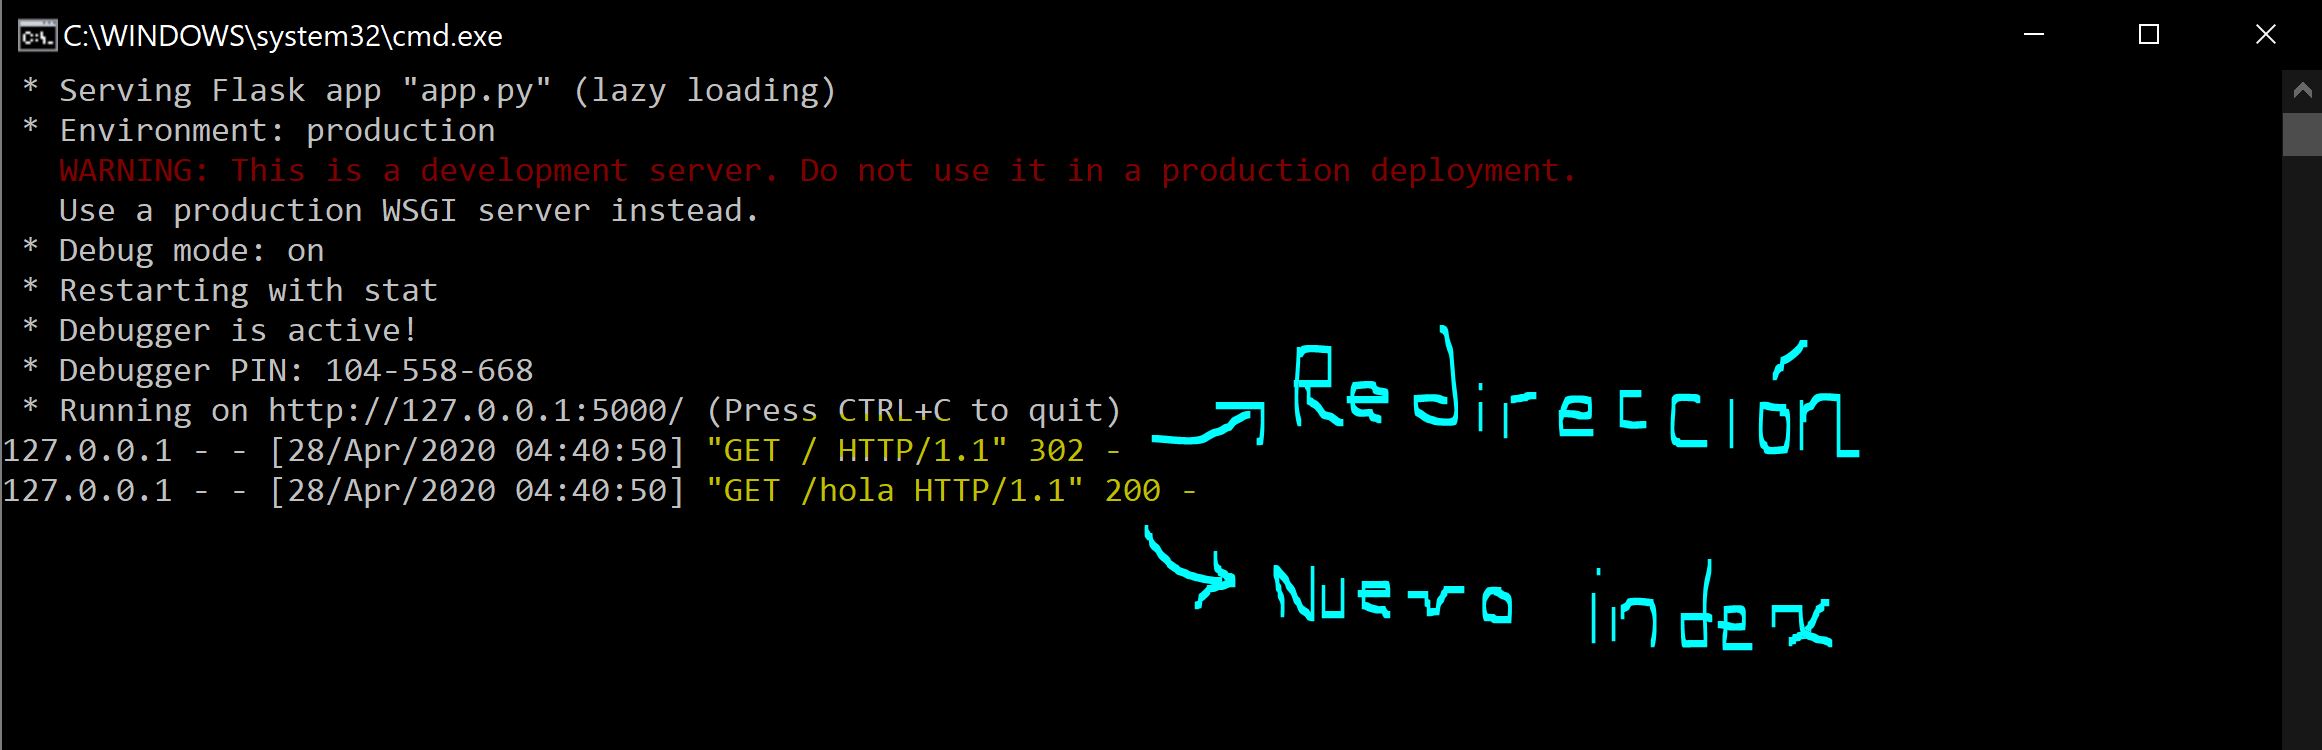 C:\WINDOWS\system32\cmd.exe
* Serving Flask app "app.py" (lazy loading)
* Environment: production
WARNING: This is a development server. Do not use it in a production deployment.
Use a production WSGI server instead.
* Debug mode: on
* Restarting with stat
* Debugger is active!
* Debugger PIN: 104-558-668
* Running on http://127.0.0.1:5000/ (Press CTRL+C to quit)
127.0.0.1 - - [28/Apr/2020 04:40:50] "GET / HTTP/1.1" 302 -
Redirección
127.0.0.1 - - [28/Apr/2020 04:40:50] "GET /hola HTTP/1.1" 200 -
Nuevo index